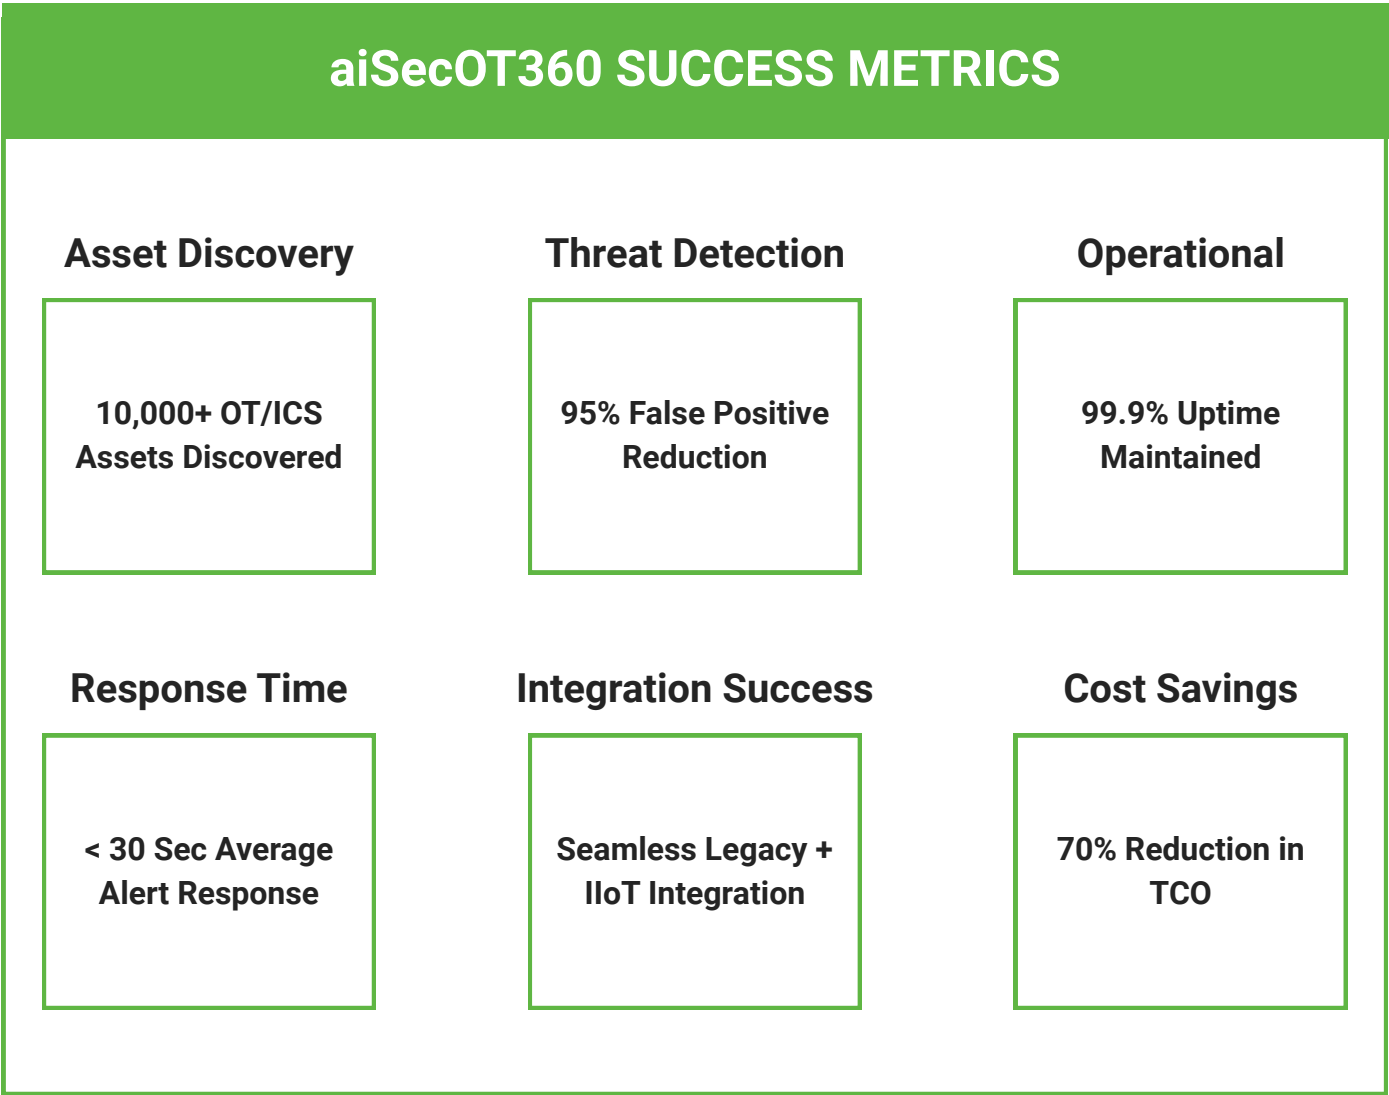 aiSecOT360 SUCCESS METRICS
Asset Discovery
10,000+ OT/ICS
Assets Discovered
Threat Detection
95% False Positive
Reduction
Operational
99.9% Uptime
Maintained
Response Time
< 30 Sec Average
Alert Response
Integration Success
Seamless Legacy +
IIoT Integration
Cost Savings
70% Reduction in
TCO